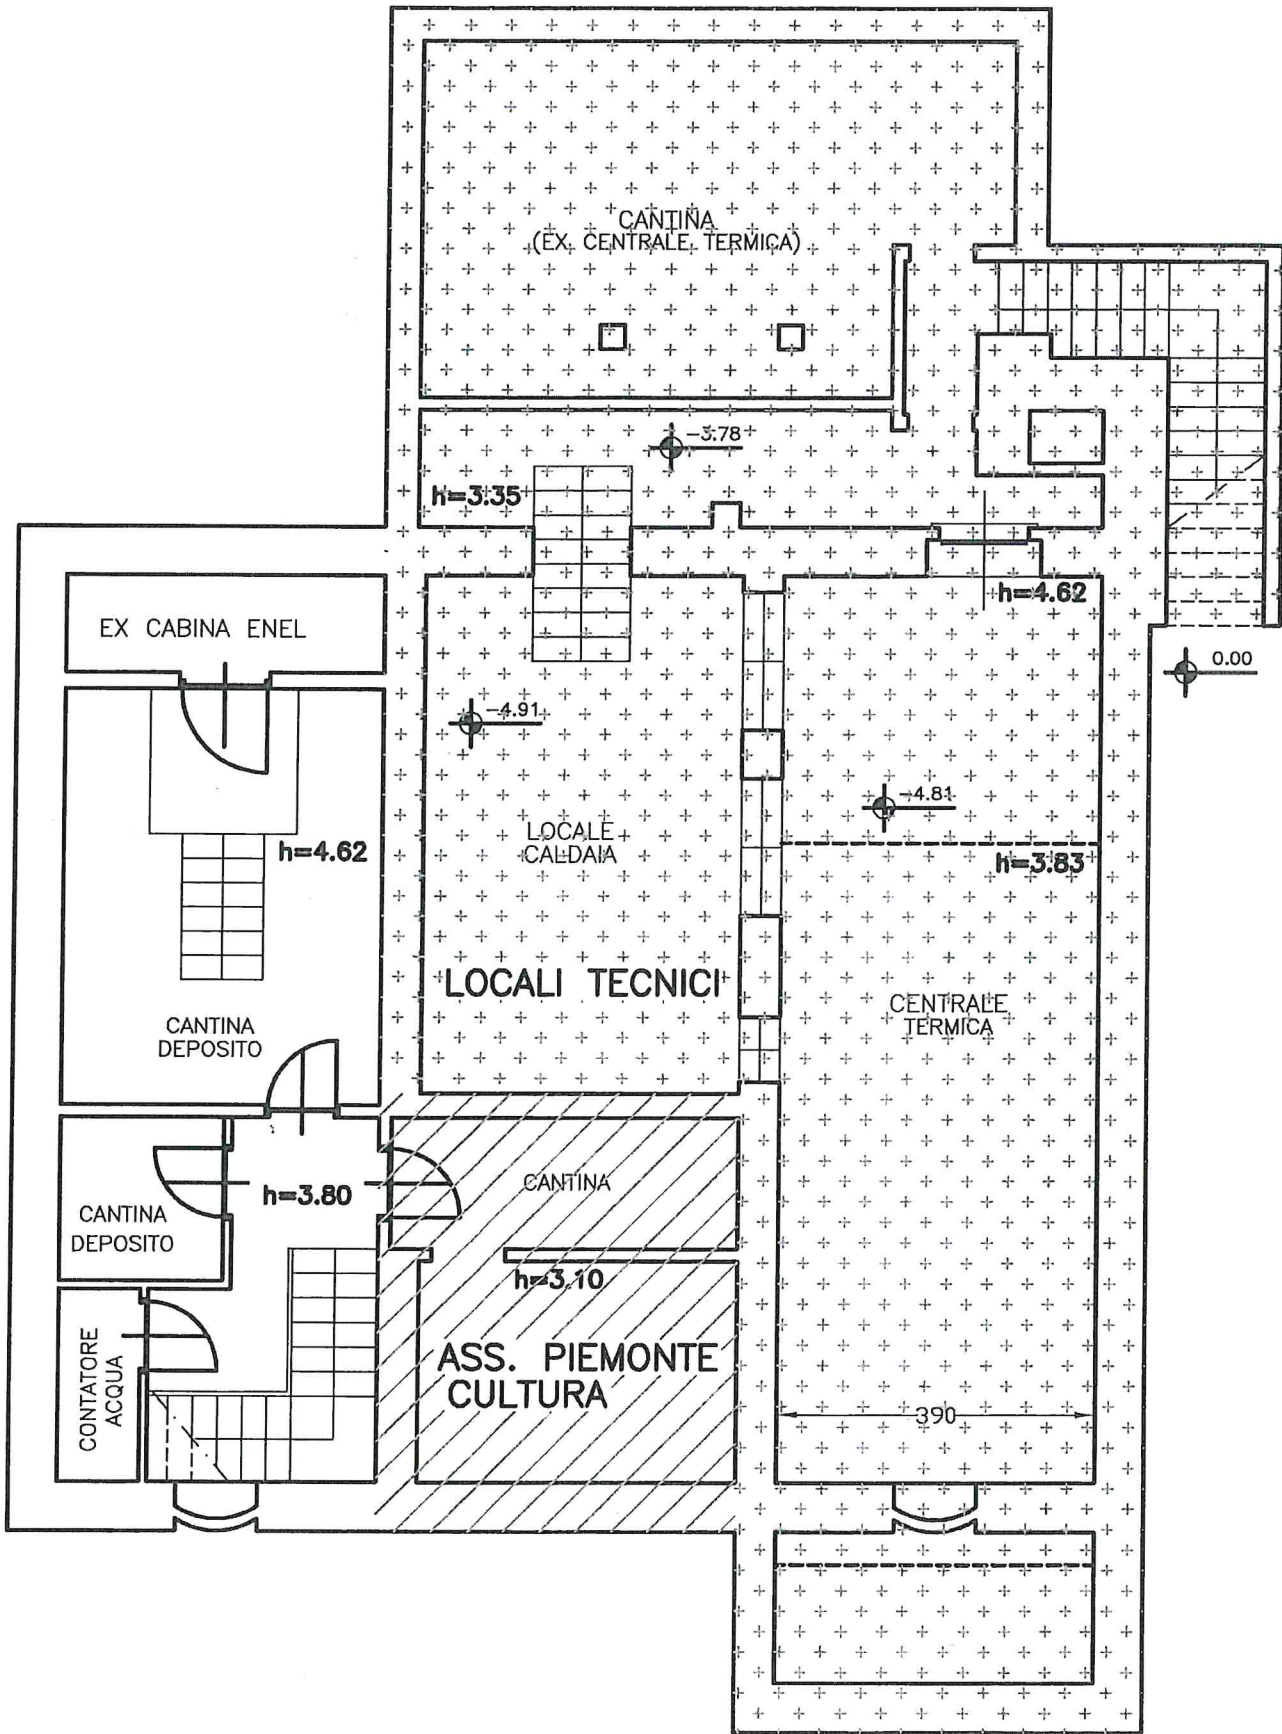 CANTINA
(EX. CENTRALE TERMICA)
-3.78
h=3.35
h=4.62
EX CABINA ENEL
0.00
-4.91
-4.81
h=4.62
LOCALE
CALDAIA
h=3.83
LOCALI TECNICI
CENTRALE
TERMICA
CANTINA
DEPOSITO
CANTINA
h=3.80
CANTINA
DEPOSITO
h=3.10
ASS. PIEMONTE
CULTURA
CONTATORE
ACQUA
390